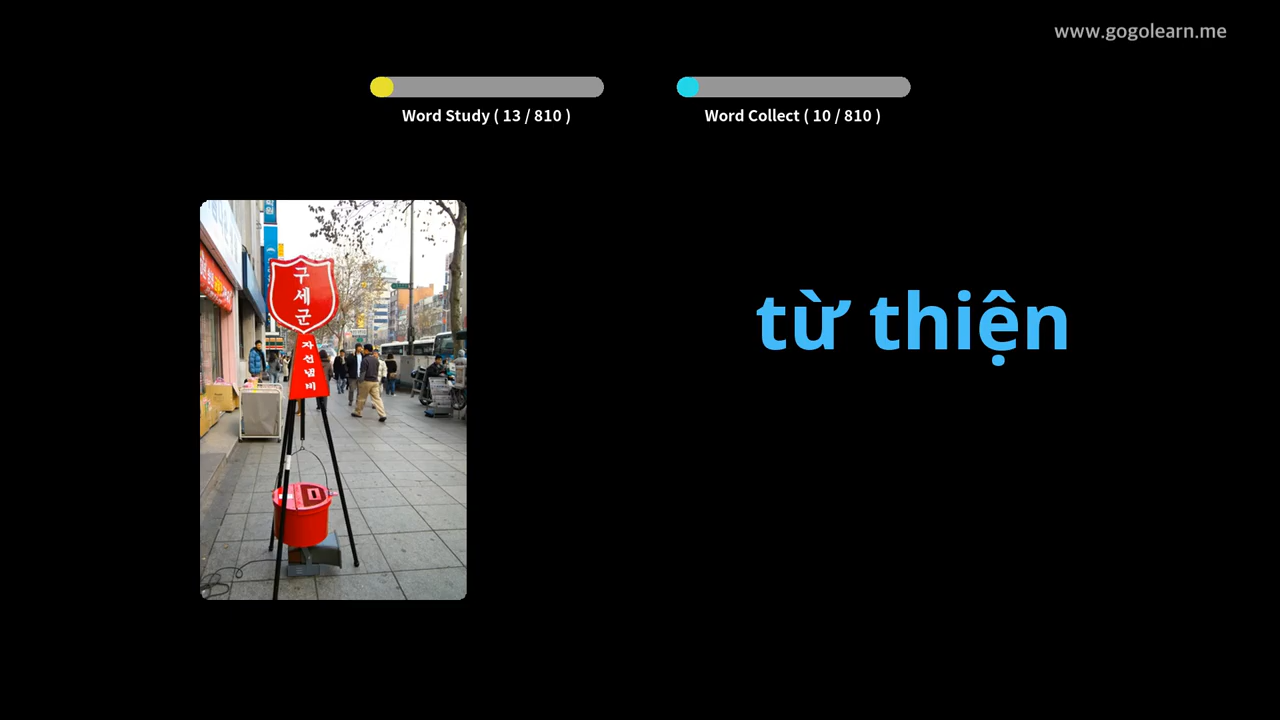 www.gogolearn.me
Word Study ( 13 / 810 )
Word Collect ( 10 / 810 )
구세군
자선냄비
từ thiện